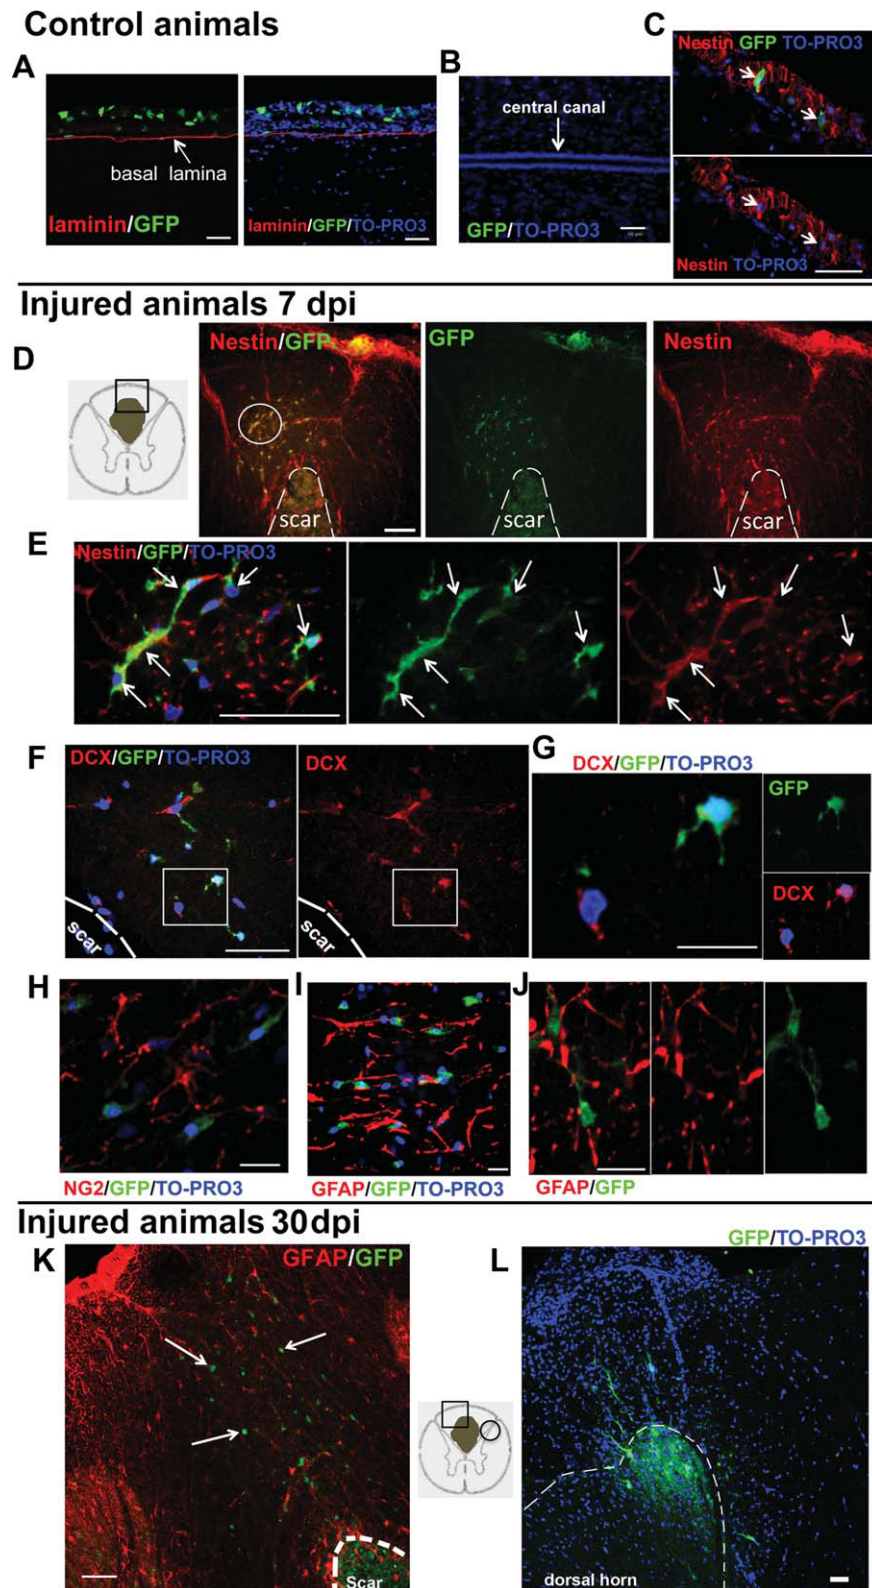 Control animals
A
basal lamina
laminin/GFP
laminin/GFP/TO-PRO3
B
central canal
GFP/TO-PRO3
C
Nestin GFP TO-PRO3
Nestin TO-PRO3
Injured animals 7 dpi
D
Nestin/GFP
scar
GFP
scar
Nestin
scar
E
Nestin/GFP/TO-PRO3
F
DCX/GFP/TO-PRO3
scar
DCX
scar
G
DCX/GFP/TO-PRO3
GFP
DCX
H
NG2/GFP/TO-PRO3
I
GFAP/GFP/TO-PRO3
J
GFAP/GFP
Injured animals 30dpi
K
GFAP/GFP
Scar
L
GFP/TO-PRO3
dorsal horn